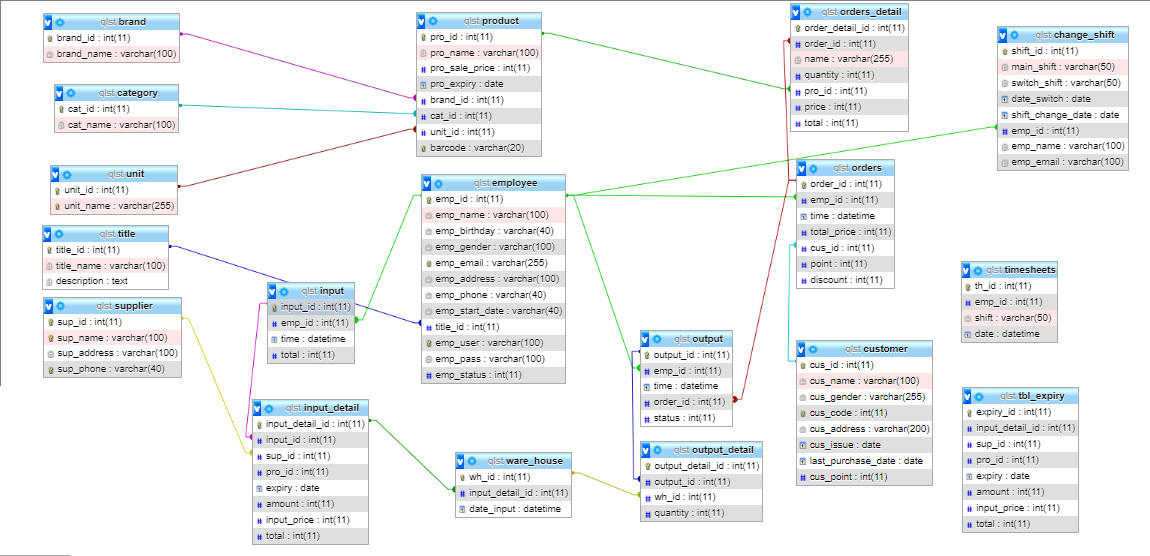 qlst brand
brand_id : int(11)
brand_name : varchar(100)
qlst category
cat_id : int(11)
cat_name : varchar(100)
qlst unit
unit_id : int(11)
unit_name : varchar(255)
qlst title
title_id : int(11)
title_name : varchar(100)
description : text
qlst supplier
sup_id : int(11)
sup_name : varchar(100)
sup_address : varchar(100)
sup_phone : varchar(40)
qlst input
input_id : int(11)
emp_id : int(11)
time : datetime
total : int(11)
qlst input_detail
input_detail_id : int(11)
input_id : int(11)
sup_id : int(11)
pro_id : int(11)
expiry : date
amount : int(11)
input_price : int(11)
total : int(11)
qlst product
pro_id : int(11)
pro_name : varchar(100)
pro_sale_price : int(11)
pro_expiry : date
brand_id : int(11)
cat_id : int(11)
unit_id : int(11)
barcode : varchar(20)
qlst employee
emp_id : int(11)
emp_name : varchar(100)
emp_birthday : varchar(40)
emp_gender : varchar(100)
emp_email : varchar(255)
emp_address : varchar(100)
emp_phone : varchar(40)
emp_start_date : varchar(40)
title_id : int(11)
emp_user : varchar(100)
emp_pass : varchar(100)
emp_status : int(11)
qlst ware_house
wh_id : int(11)
input_detail_id : int(11)
date_input : datetime
qlst output
output_id : int(11)
emp_id : int(11)
time : datetime
order_id : int(11)
status : int(11)
qlst output_detail
output_detail_id : int(11)
output_id : int(11)
wh_id : int(11)
quantity : int(11)
qlst orders_detail
order_detail_id : int(11)
order_id : int(11)
name : varchar(255)
quantity : int(11)
pro_id : int(11)
price : int(11)
total : int(11)
qlst orders
order_id : int(11)
emp_id : int(11)
time : datetime
total_price : int(11)
cus_id : int(11)
point : int(11)
discount : int(11)
qlst customer
cus_id : int(11)
cus_name : varchar(100)
cus_gender : varchar(255)
cus_code : int(11)
cus_address : varchar(200)
cus_issue : date
last_purchase_date : date
cus_point : int(11)
qlst change_shift
shift_id : int(11)
main_shift : varchar(50)
switch_shift : varchar(50)
date_switch : date
shift_change_date : date
emp_id : int(11)
emp_name : varchar(100)
emp_email : varchar(100)
qlst timesheets
th_id : int(11)
emp_id : int(11)
shift : varchar(50)
date : datetime
qlst tbl_expiry
expiry_id : int(11)
input_detail_id : int(11)
sup_id : int(11)
pro_id : int(11)
expiry : date
amount : int(11)
input_price : int(11)
total : int(11)